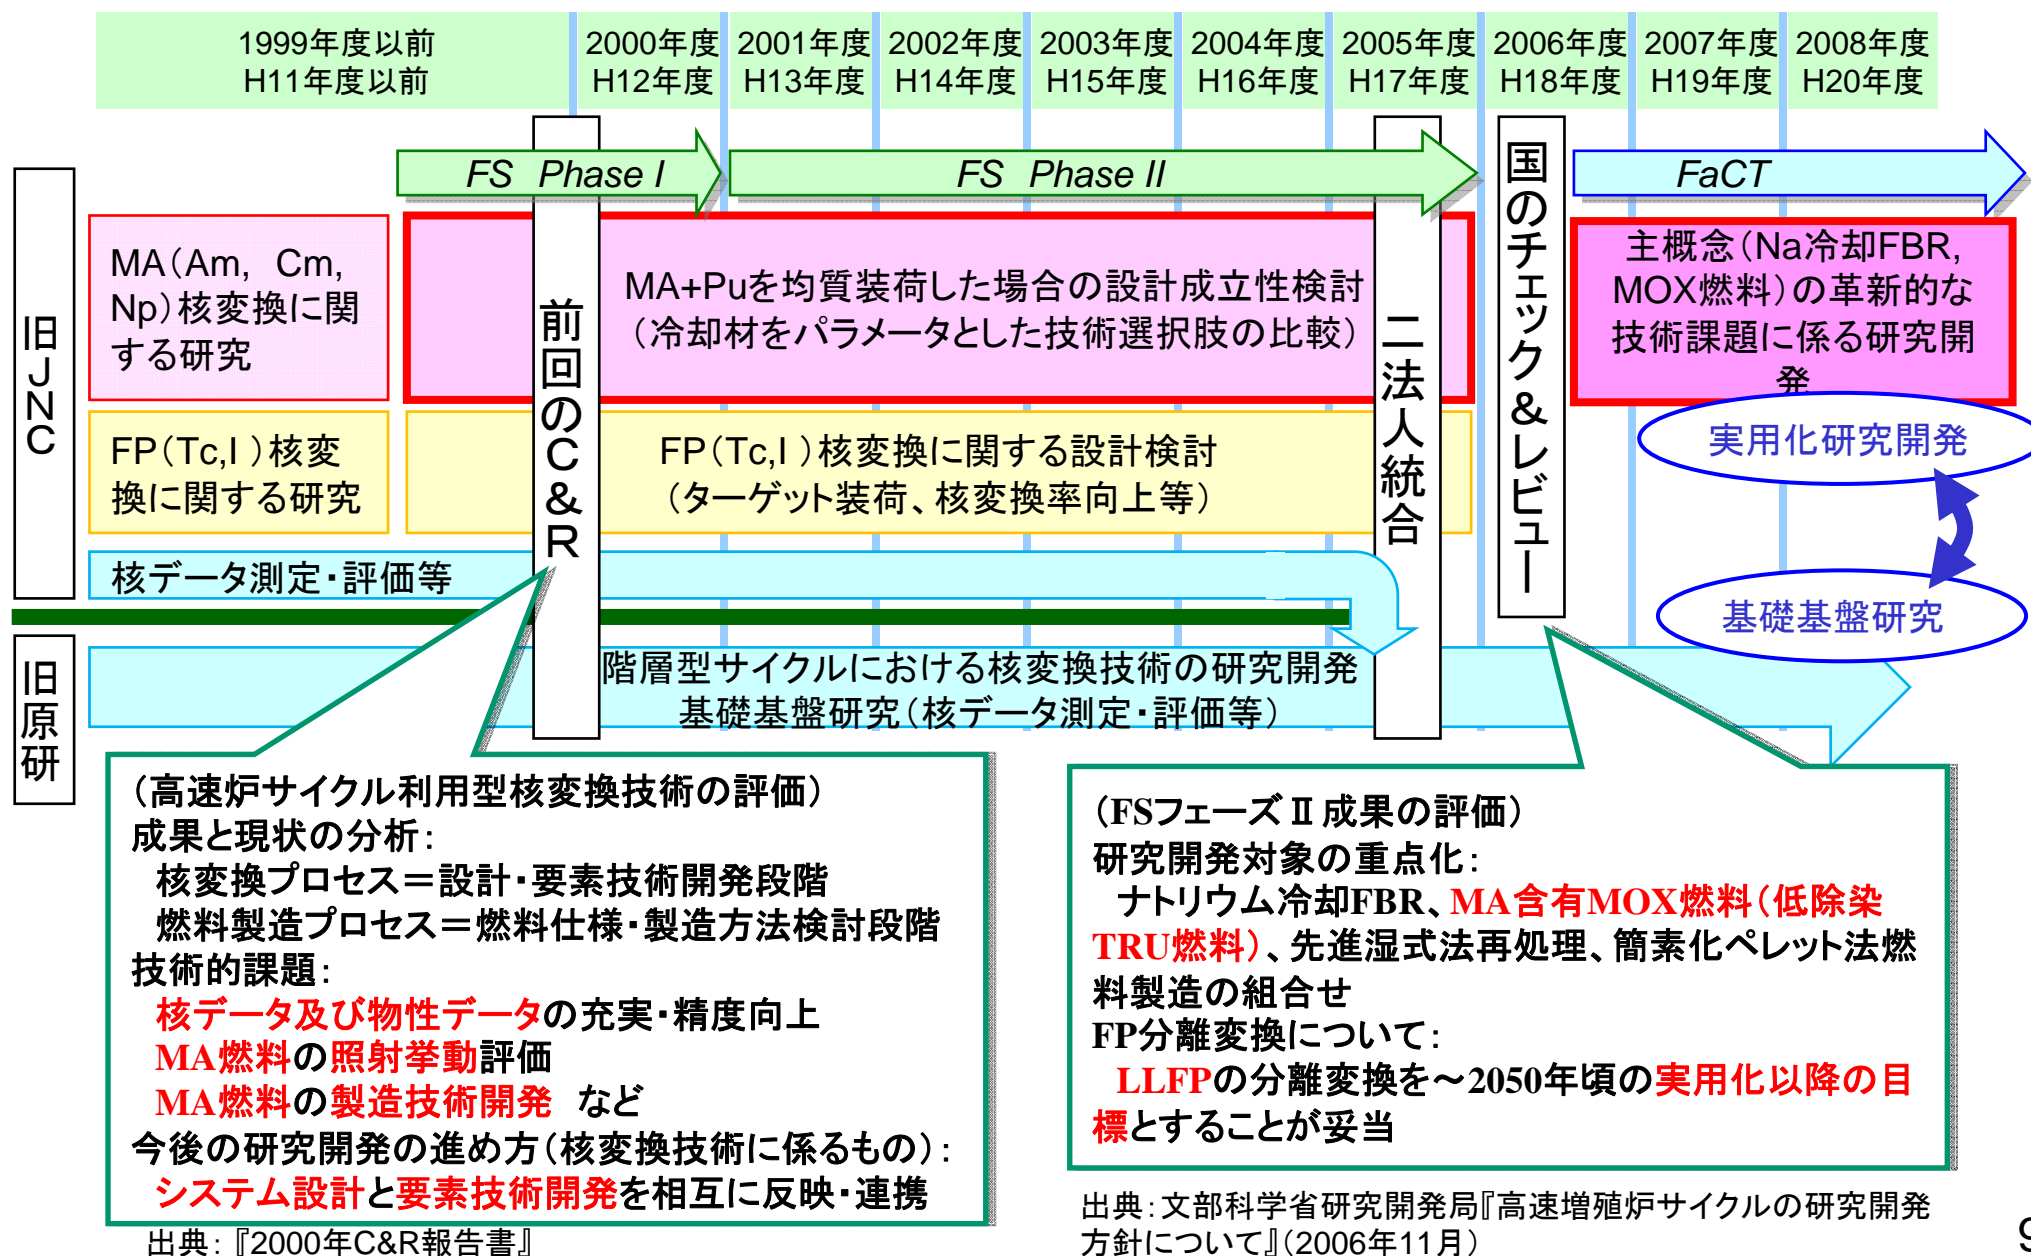 1999年度以前
H11年度以前
2000年度
H12年度
2001年度
H13年度
2002年度
H14年度
2003年度
H15年度
2004年度
H16年度
2005年度
H17年度
2006年度
H18年度
2007年度
H19年度
2008年度
H20年度
FS Phase I
FS Phase II
FaCT
旧JNC
MA(Am, Cm,
Np)核変換に関
する研究
前回のC&R
MA+Puを均質装荷した場合の設計成立性検討
(冷却材をパラメータとした技術選択肢の比較)
二法人統合
国のチェック&レビュー
主概念(Na冷却FBR,
MOX燃料)の革新的な
技術課題に係る研究開
発
FP(Tc,I )核変
換に関する研究
FP(Tc,I )核変換に関する設計検討
(ターゲット装荷、核変換率向上等)
実用化研究開発
核データ測定・評価等
基礎基盤研究
旧原研
階層型サイクルにおける核変換技術の研究開発
基礎基盤研究(核データ測定・評価等)
(高速炉サイクル利用型核変換技術の評価)
成果と現状の分析:
核変換プロセス=設計・要素技術開発段階
燃料製造プロセス=燃料仕様・製造方法検討段階
技術的課題:
核データ及び物性データの充実・精度向上
MA燃料の照射挙動評価
MA燃料の製造技術開発 など
今後の研究開発の進め方(核変換技術に係るもの):
システム設計と要素技術開発を相互に反映・連携
出典:『2000年C&R報告書』
(FSフェーズⅡ成果の評価)
研究開発対象の重点化:
ナトリウム冷却FBR、MA含有MOX燃料(低除染
TRU燃料)、先進湿式法再処理、簡素化ペレット法燃
料製造の組合せ
FP分離変換について:
LLFPの分離変換を~2050年頃の実用化以降の目
標とすることが妥当
出典:文部科学省研究開発局『高速増殖炉サイクルの研究開発
方針について』(2006年11月)
9